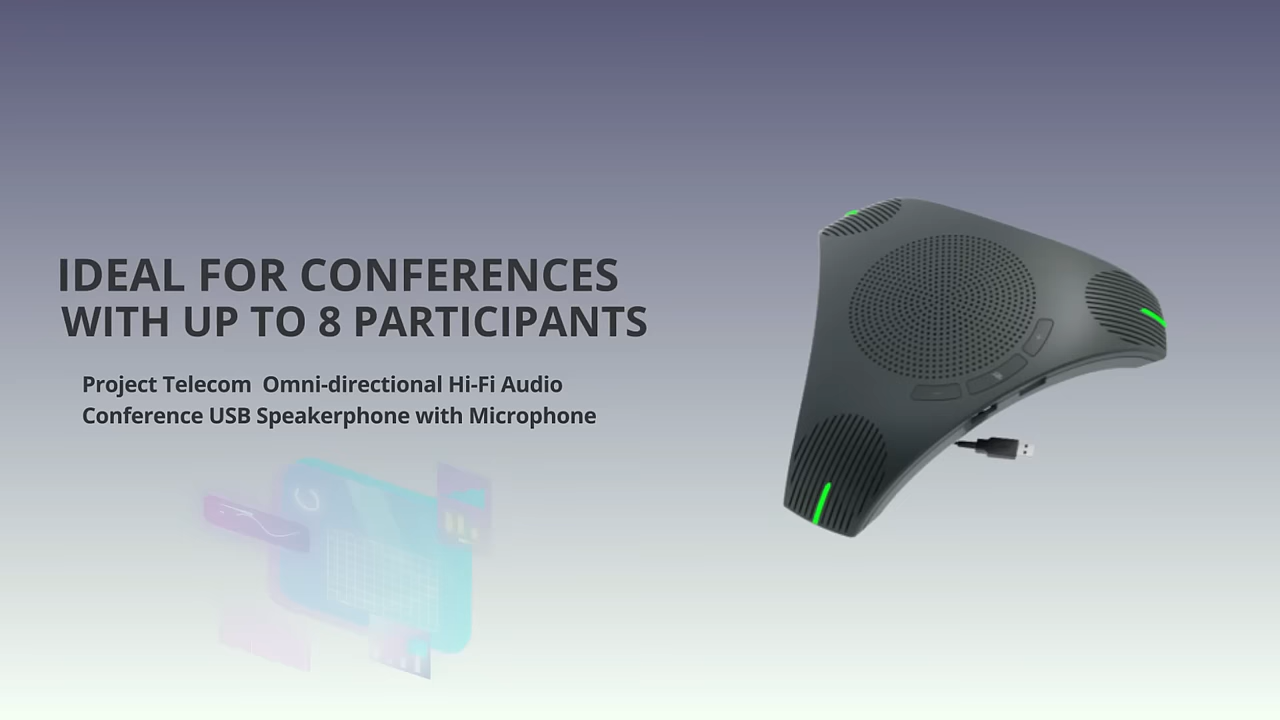 IDEAL FOR CONFERENCES
WITH UP TO 8 PARTICIPANTS
Project Telecom Omni-directional Hi-Fi Audio
Conference USB Speakerphone with Microphone